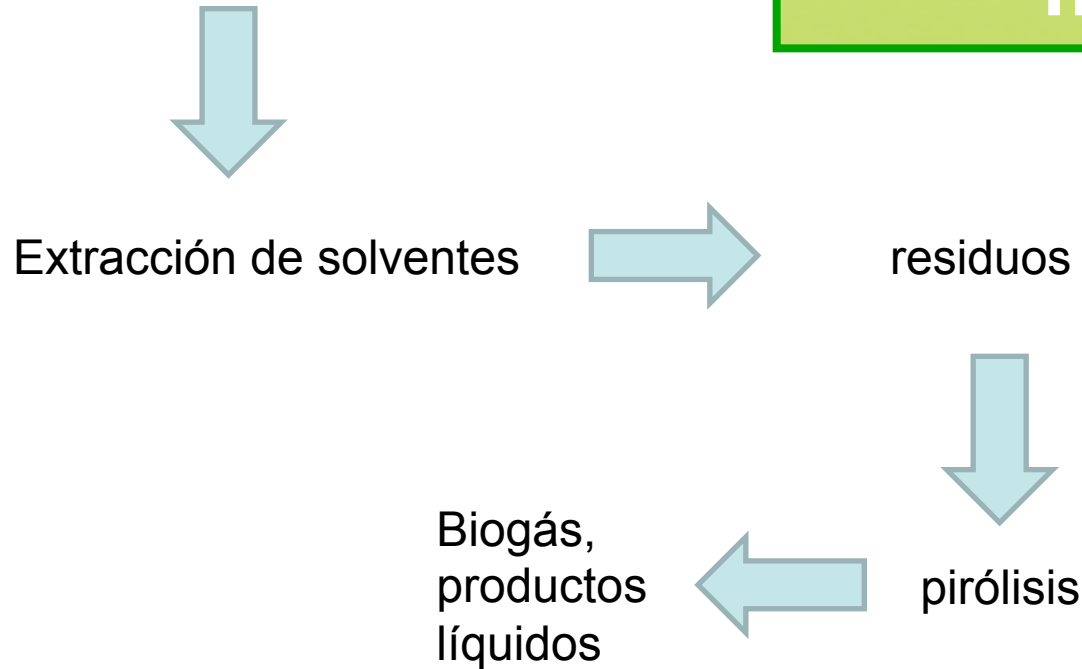 Extracción de solventes
residuos
Biogás,
productos
líquidos
pirólisis